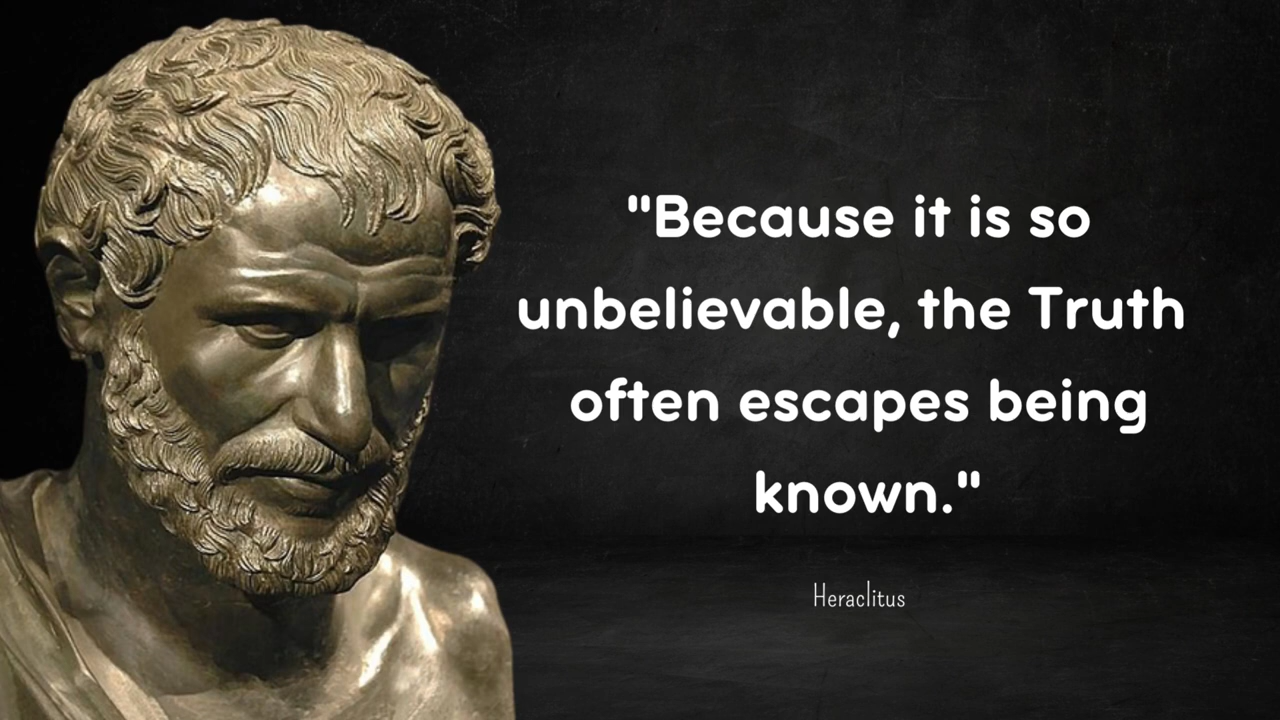 "Because it is so
unbelievable, the Truth
often escapes being
known."
Heraclitus